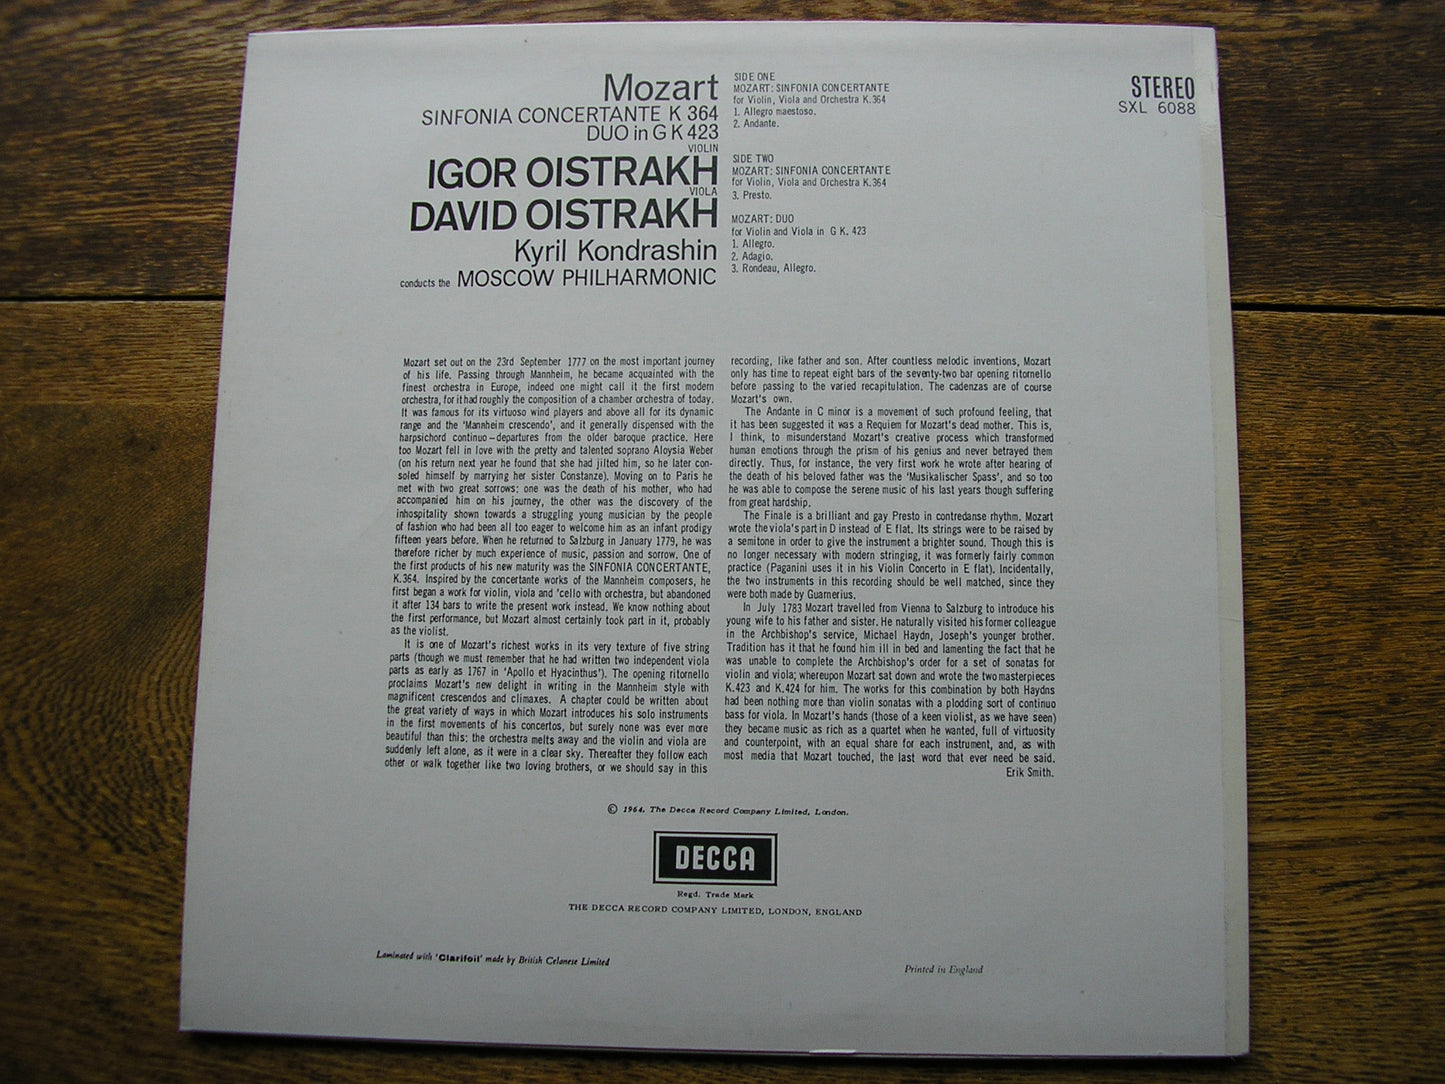 Mozart
SINFONIA CONCERTANTE K 364
DUO in G K 423
VIOLIN
IGOR OISTRAKH
VIOLA
DAVID OISTRAKH
Kyril Kondrashin
conducts the MOSCOW PHILHARMONIC
SIDE ONE
MOZART: SINFONIA CONCERTANTE
for Violin, Viola and Orchestra K.364
1. Allegro maestoso.
2. Andante.
SIDE TWO
MOZART: SINFONIA CONCERTANTE
for Violin, Viola and Orchestra K.364
3. Presto.
MOZART: DUO
for Violin and Viola in G K. 423
1. Allegro.
2. Adagio.
3. Rondeau, Allegro.
STEREO
SXL 6088
Mozart set out on the 23rd September 1777 on the most important journey
of his life. Passing through Mannheim, he became acquainted with the
finest orchestra in Europe, indeed one might call it the first modern
orchestra, for it had roughly the composition of a chamber orchestra of today.
It was famous for its virtuoso wind players and above all for its dynamic
range and the 'Mannheim crescendo', and it generally dispensed with the
harpsichord continuo – departures from the older baroque practice. Here
too Mozart fell in love with the pretty and talented soprano Aloysia Weber
(on his return next year he found that she had jilted him, so he later con-
soled himself by marrying her sister Constanze). Moving on to Paris he
met with two great sorrows: one was the death of his mother, who had
accompanied him on his journey, the other was the discovery of the
inhospitality shown towards a struggling young musician by the people
of fashion who had been all too eager to welcome him as an infant prodigy
fifteen years before. When he returned to Salzburg in January 1779, he was
therefore richer by much experience of music, passion and sorrow. One of
the first products of his new maturity was the SINFONIA CONCERTANTE,
K.364. Inspired by the concertante works of the Mannheim composers, he
first began a work for violin, viola and 'cello with orchestra, but abandoned
it after 134 bars to write the present work instead. We know nothing about
the first performance, but Mozart almost certainly took part in it, probably
as the violist.
It is one of Mozart's richest works in its very texture of five string
parts (though we must remember that he had written two independent viola
parts as early as 1767 in 'Apollo et Hyacinthus'). The opening ritornello
proclaims Mozart's new delight in writing in the Mannheim style with
magnificent crescendos and climaxes. A chapter could be written about
the great variety of ways in which Mozart introduces his solo instruments
in the first movements of his concertos, but surely none was ever more
beautiful than this; the orchestra melts away and the violin and viola are
suddenly left alone, as it were in a clear sky. Thereafter they follow each
other or walk together like two loving brothers, or we should say in this
recording, like father and son. After countless melodic inventions, Mozart
only has time to repeat eight bars of the seventy-two bar opening ritornello
before passing to the varied recapitulation. The cadenzas are of course
Mozart's own.
The Andante in C minor is a movement of such profound feeling, that
it has been suggested it was a Requiem for Mozart's dead mother. This is,
I think, to misunderstand Mozart's creative process which transformed
human emotions through the prism of his genius and never betrayed them
directly. Thus, for instance, the very first work he wrote after hearing of
the death of his beloved father was the 'Musikalischer Spass', and so too
he was able to compose the serene music of his last years though suffering
from great hardship.
The Finale is a brilliant and gay Presto in contredanse rhythm. Mozart
wrote the viola's part in D instead of E flat. Its strings were to be raised by
a semitone in order to give the instrument a brighter sound. Though this is
no longer necessary with modern stringing, it was formerly fairly common
practice (Paganini uses it in his Violin Concerto in E flat). Incidentally,
the two instruments in this recording should be well matched, since they
were both made by Guarnerius.
In July 1783 Mozart travelled from Vienna to Salzburg to introduce his
young wife to his father and sister. He naturally visited his former colleague
in the Archbishop's service, Michael Haydn, Joseph's younger brother.
Tradition has it that he found him ill in bed and lamenting the fact that he
was unable to complete the Archbishop's order for a set of sonatas for
violin and viola; whereupon Mozart sat down and wrote the two masterpieces
K.423 and K.424 for him. The works for this combination by both Haydns
had been nothing more than violin sonatas with a plodding sort of continuo
bass for viola. In Mozart's hands (those of a keen violist, as we have seen)
they became music as rich as a quartet when he wanted, full of virtuosity
and counterpoint, with an equal share for each instrument, and, as with
most media that Mozart touched, the last word that ever need be said.
Erik Smith.
© 1964. The Decca Record Company Limited, London.
DECCA
Regd. Trade Mark
THE DECCA RECORD COMPANY LIMITED, LONDON, ENGLAND
Laminated with 'Clarifoil' made by British Celanese Limited
Printed in England